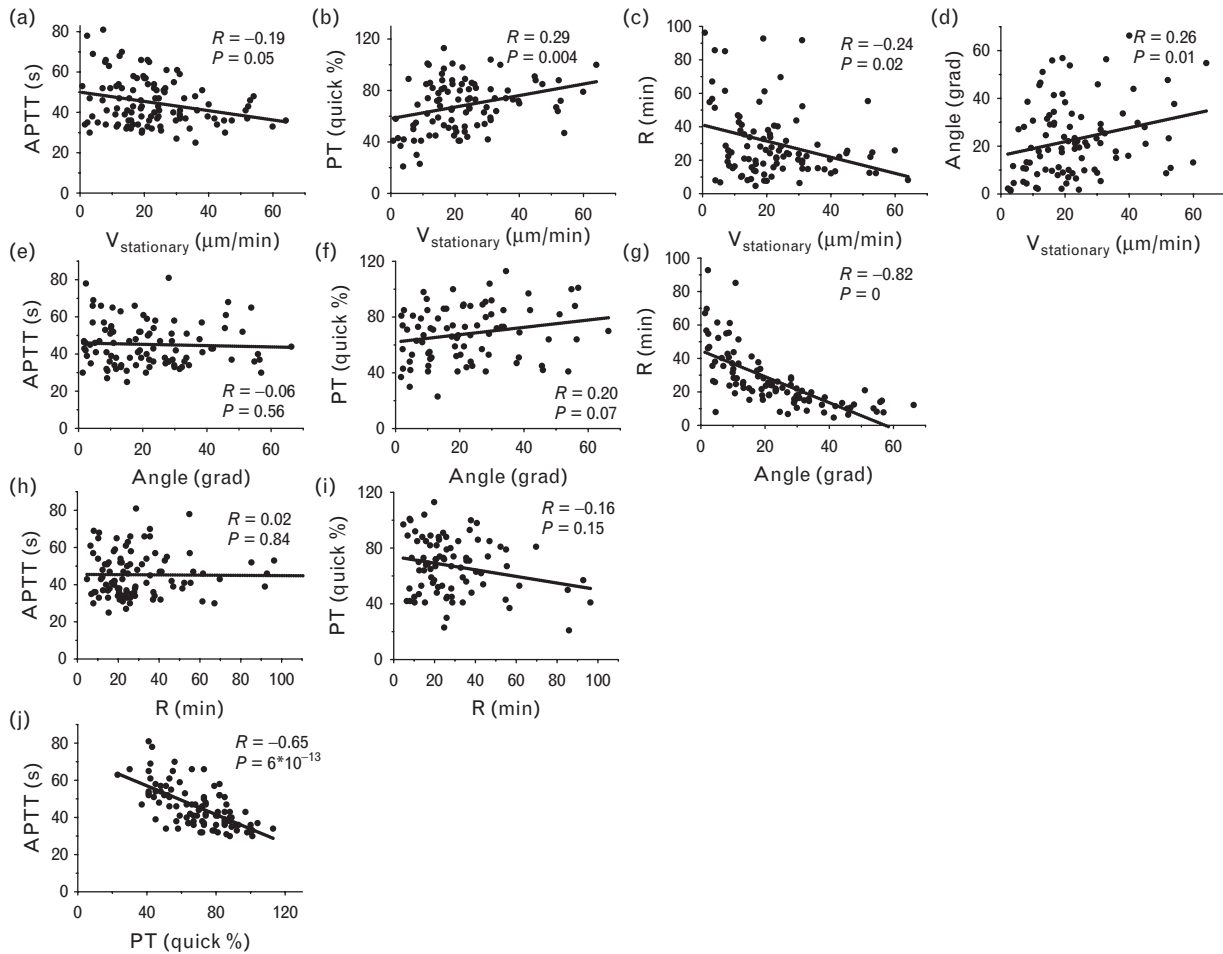 (a)
R = –0.19
P = 0.05
APTT (s)
80
60
40
20
0
0 20 40 60
Vstationary (μm/min)
(b)
R = 0.29
P = 0.004
PT (quick %)
120
80
40
0
0 20 40 60
Vstationary (μm/min)
(c)
R = –0.24
P = 0.02
R (min)
100
80
60
40
20
0
0 20 40 60
Vstationary (μm/min)
(d)
R = 0.26
P = 0.01
Angle (grad)
60
40
20
0
0 20 40 60
Vstationary (μm/min)
(e)
R = –0.06
P = 0.56
APTT (s)
80
60
40
20
0
0 20 40 60
Angle (grad)
(f)
R = 0.20
P = 0.07
PT (quick %)
120
80
40
0
0 20 40 60
Angle (grad)
(g)
R = –0.82
P = 0
R (min)
100
80
60
40
20
0
0 20 40 60
Angle (grad)
(h)
R = 0.02
P = 0.84
APTT (s)
80
60
40
20
0
0 20 40 60 80 100
R (min)
(i)
R = –0.16
P = 0.15
PT (quick %)
120
80
40
0
0 20 40 60 80 100
R (min)
(j)
R = –0.65
P = 6*10–13
APTT (s)
80
60
40
20
0
0 40 80 120
PT (quick %)